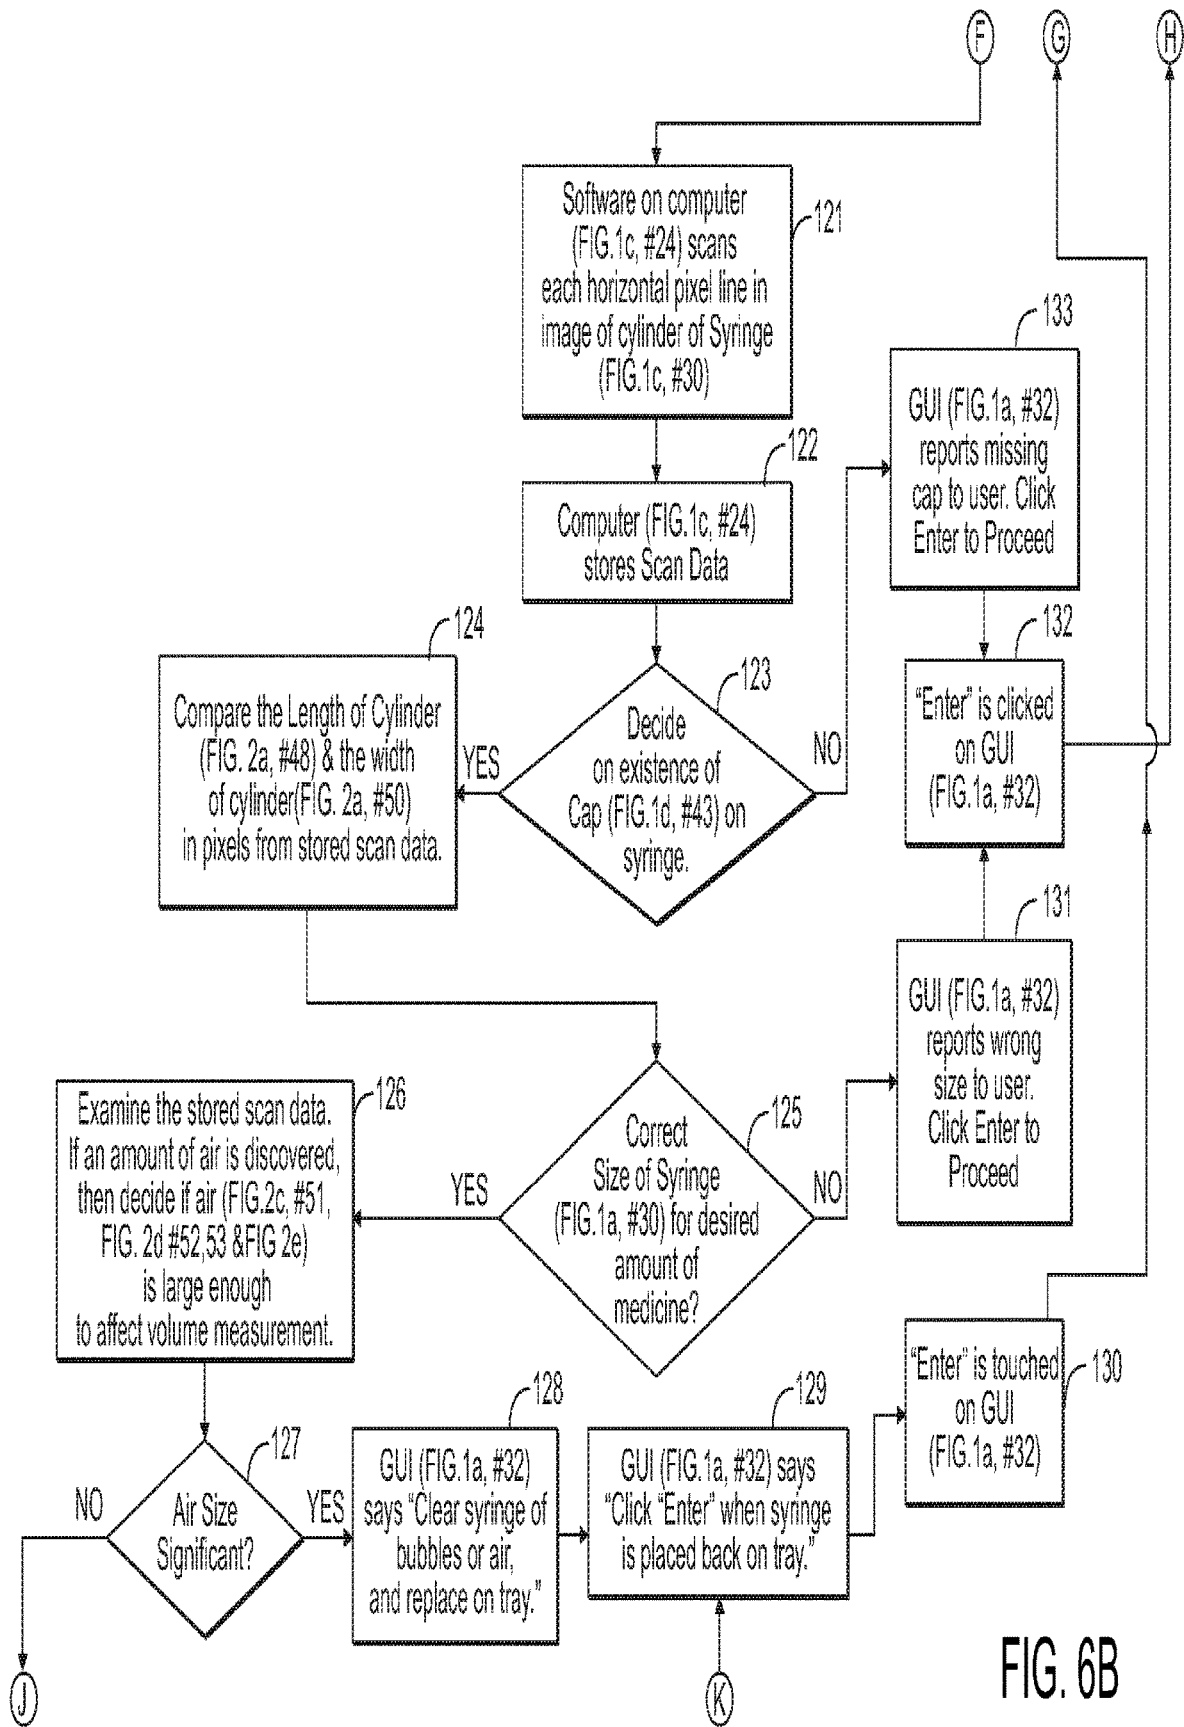 F
G
H
Software on computer
(FIG.1c, #24) scans
each horizontal pixel line in
image of cylinder of Syringe
(FIG.1c, #30)
121
133
GUI (FIG.1a, #32)
reports missing
cap to user. Click
Enter to Proceed
122
Computer (FIG.1c, #24)
stores Scan Data
124
Compare the Length of Cylinder
(FIG. 2a, #48) & the width
of cylinder(FIG. 2a, #50)
in pixels from stored scan data.
YES
123
Decide
on existence of
Cap (FIG.1d, #43) on
syringe.
NO
132
“Enter” is clicked
on GUI
(FIG.1a, #32)
131
GUI (FIG.1a, #32)
reports wrong
size to user.
Click Enter to
Proceed
126
Examine the stored scan data.
If an amount of air is discovered,
then decide if air (FIG.2c, #51,
FIG. 2d #52,53 &FIG 2e)
is large enough
to affect volume measurement.
YES
125
Correct
Size of Syringe
(FIG.1a, #30) for desired
amount of
medicine?
NO
130
“Enter” is touched
on GUI
(FIG.1a, #32)
127
NO
Air Size
Significant?
YES
128
GUI (FIG.1a, #32)
says “Clear syringe of
bubbles or air,
and replace on tray.”
129
GUI (FIG.1a, #32) says
“Click “Enter” when syringe
is placed back on tray.”
J
K
FIG. 6B